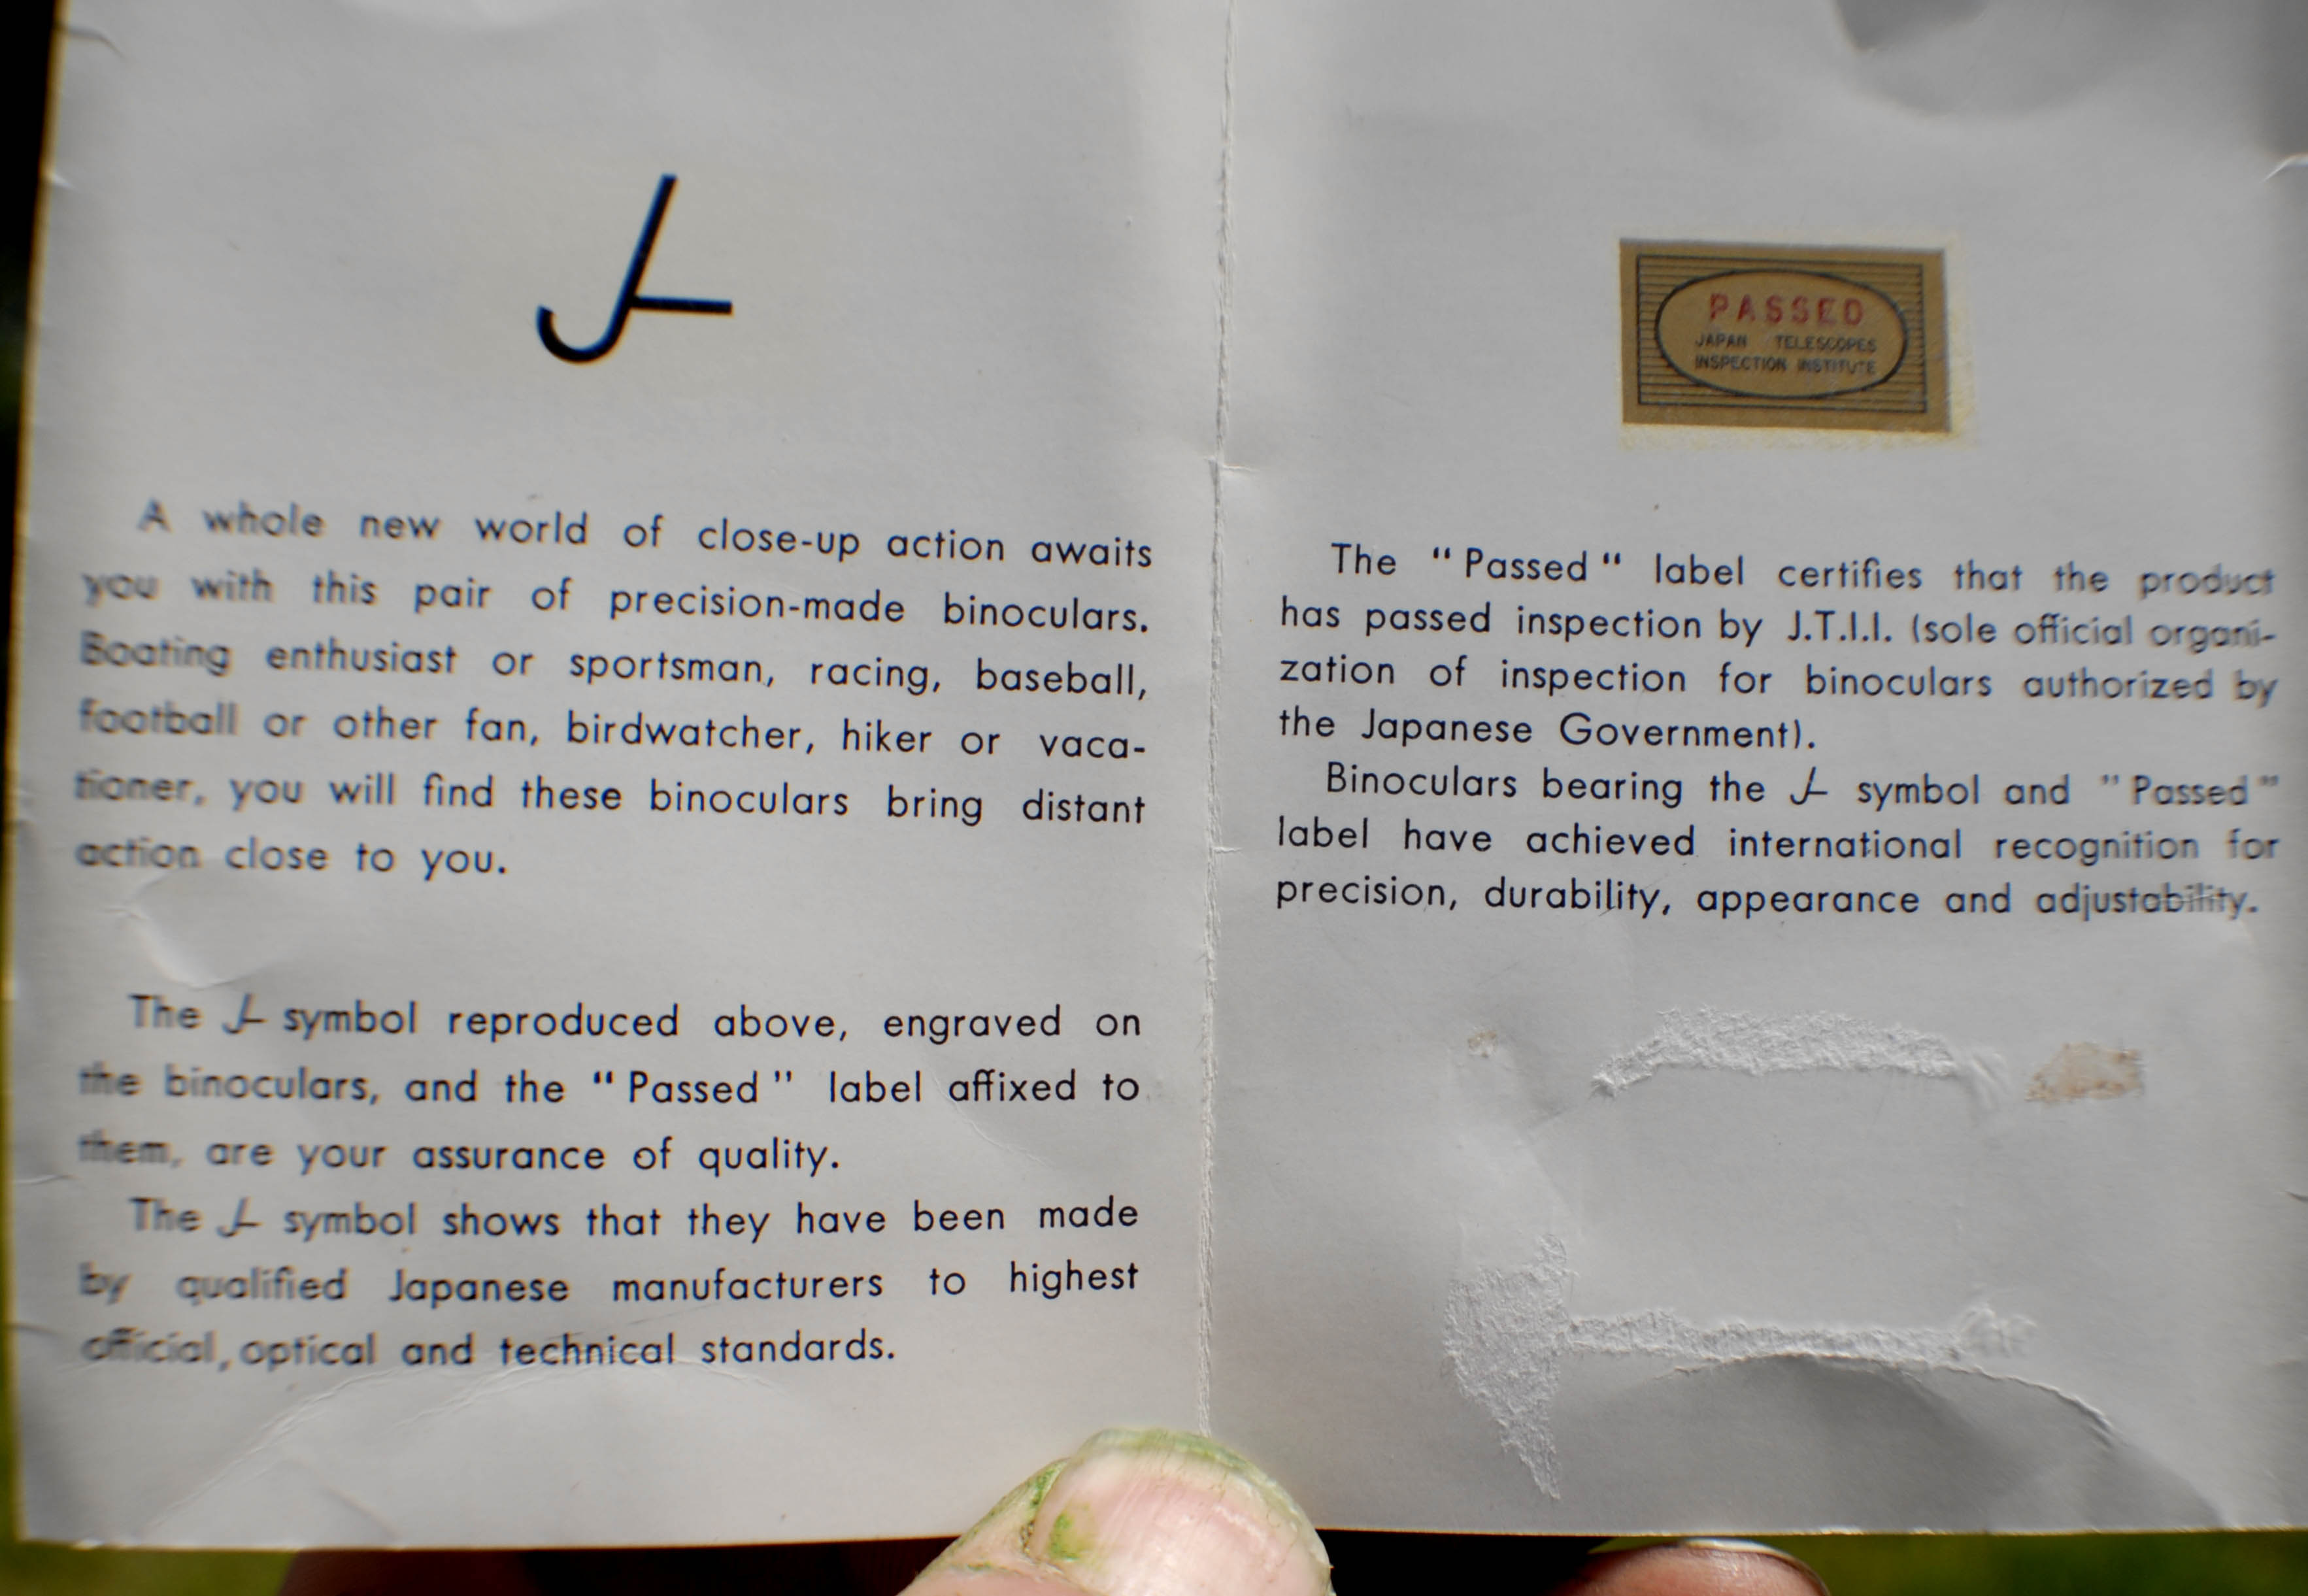 A whole new world of close-up action awaits
you with this pair of precision-made binoculars.
Boating enthusiast or sportsman, racing, baseball,
football or other fan, birdwatcher, hiker or vaca-
tioner, you will find these binoculars bring distant
action close to you.
The J- symbol reproduced above, engraved on
the binoculars, and the “ Passed ” label affixed to
them, are your assurance of quality.
The J- symbol shows that they have been made
by qualified Japanese manufacturers to highest
official, optical and technical standards.
PASSED
JAPAN TELESCOPES
INSPECTION INSTITUTE
The “ Passed “ label certifies that the product
has passed inspection by J.T.I.I. (sole official organi-
zation of inspection for binoculars authorized by
the Japanese Government).
Binoculars bearing the J- symbol and ” Passed ”
label have achieved international recognition for
precision, durability, appearance and adjustability.